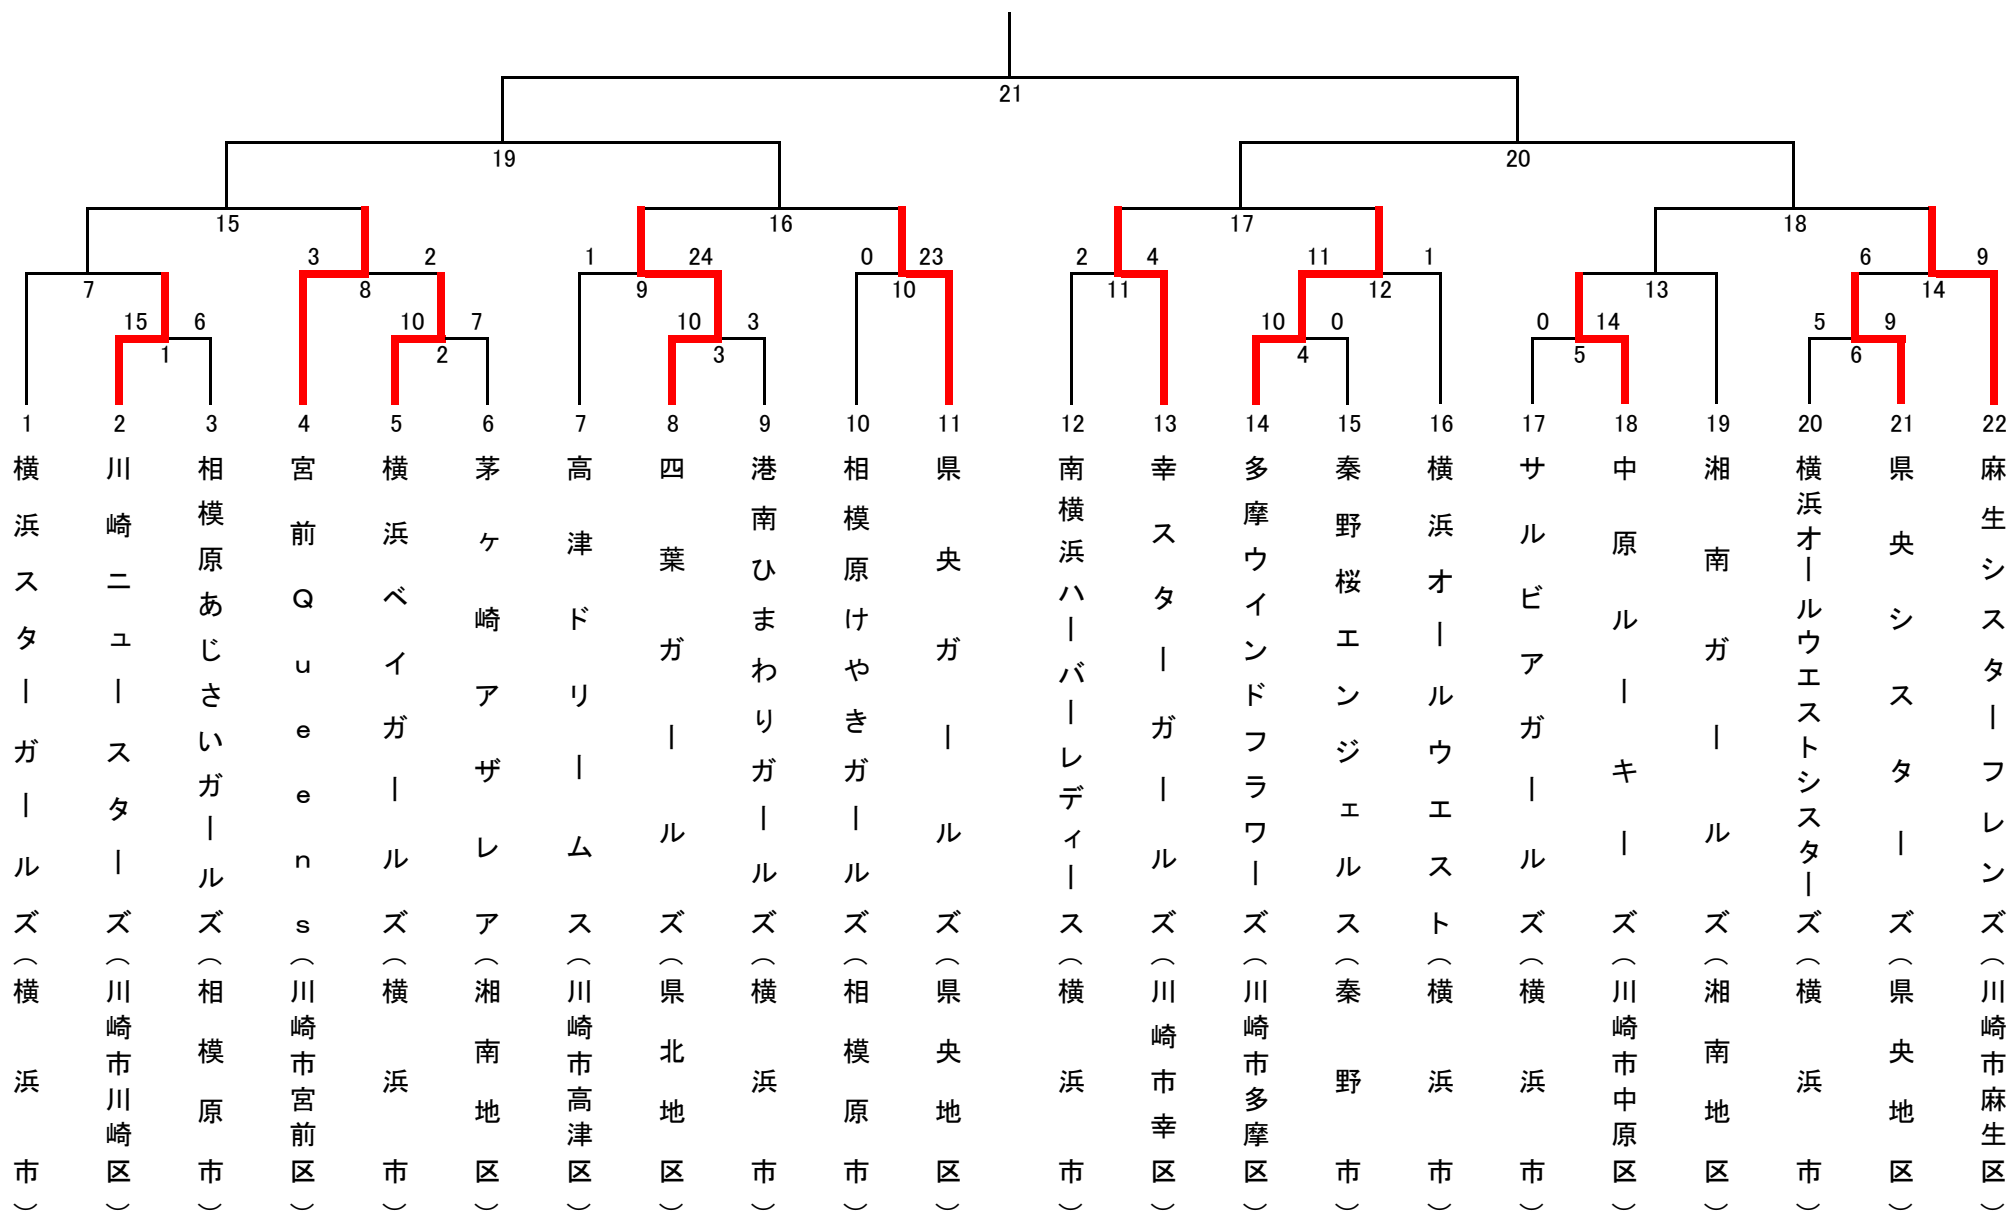 21
19 20
15 16 17 18
3 2 1 24 0 23 2 4 11 1 6 9
7 8 9 10 11 12 13 14
15 6 10 7 10 3 10 0 0 14 5 9
1 2 3 4 5 6
1 2 3 4 5 6 7 8 9 10 11 12 13 14 15 16 17 18 19 20 21 22
横浜スターガールズ（横浜市）
川崎ニュースターズ（川崎市川崎区）
相模原あじさいガールズ（相模原市）
宮前Ｑｕｅｅｎｓ（川崎市宮前区）
横浜ベイガールズ（横浜市）
茅ヶ崎アザレア（湘南地区）
高津ドリームス（川崎市高津区）
四葉ガールズ（県北地区）
港南ひまわりガールズ（横浜市）
相模原けやきガールズ（相模原市）
県央ガールズ（県央地区）
南横浜ハーバーレディース（横浜市）
幸スターガールズ（川崎市幸区）
多摩ウインドフラワーズ（川崎市多摩区）
秦野桜エンジェルス（秦野市）
横浜オールウエスト（横浜市）
サルビアガールズ（横浜市）
中原ルーキーズ（川崎市中原区）
湘南ガールズ（湘南地区）
横浜オールウエストシスターズ（横浜市）
県央シスターズ（県央地区）
麻生シスターフレンズ（川崎市麻生区）